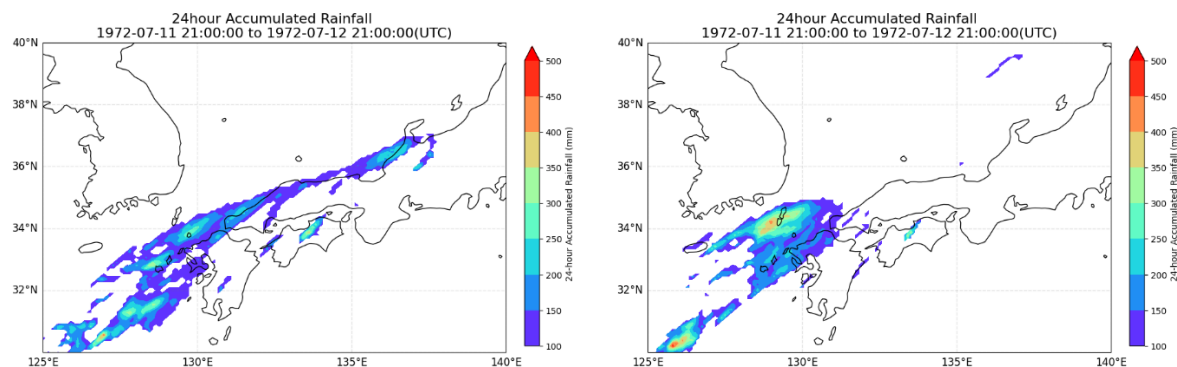 24hour Accumulated Rainfall
1972-07-11 21:00:00 to 1972-07-12 21:00:00(UTC)
40°N
38°N
36°N
34°N
32°N
125°E
130°E
135°E
140°E
500
450
400
350
300
250
200
150
100
24-hour Accumulated Rainfall (mm)
24hour Accumulated Rainfall
1972-07-11 21:00:00 to 1972-07-12 21:00:00(UTC)
40°N
38°N
36°N
34°N
32°N
125°E
130°E
135°E
140°E
500
450
400
350
300
250
200
150
100
24-hour Accumulated Rainfall (mm)